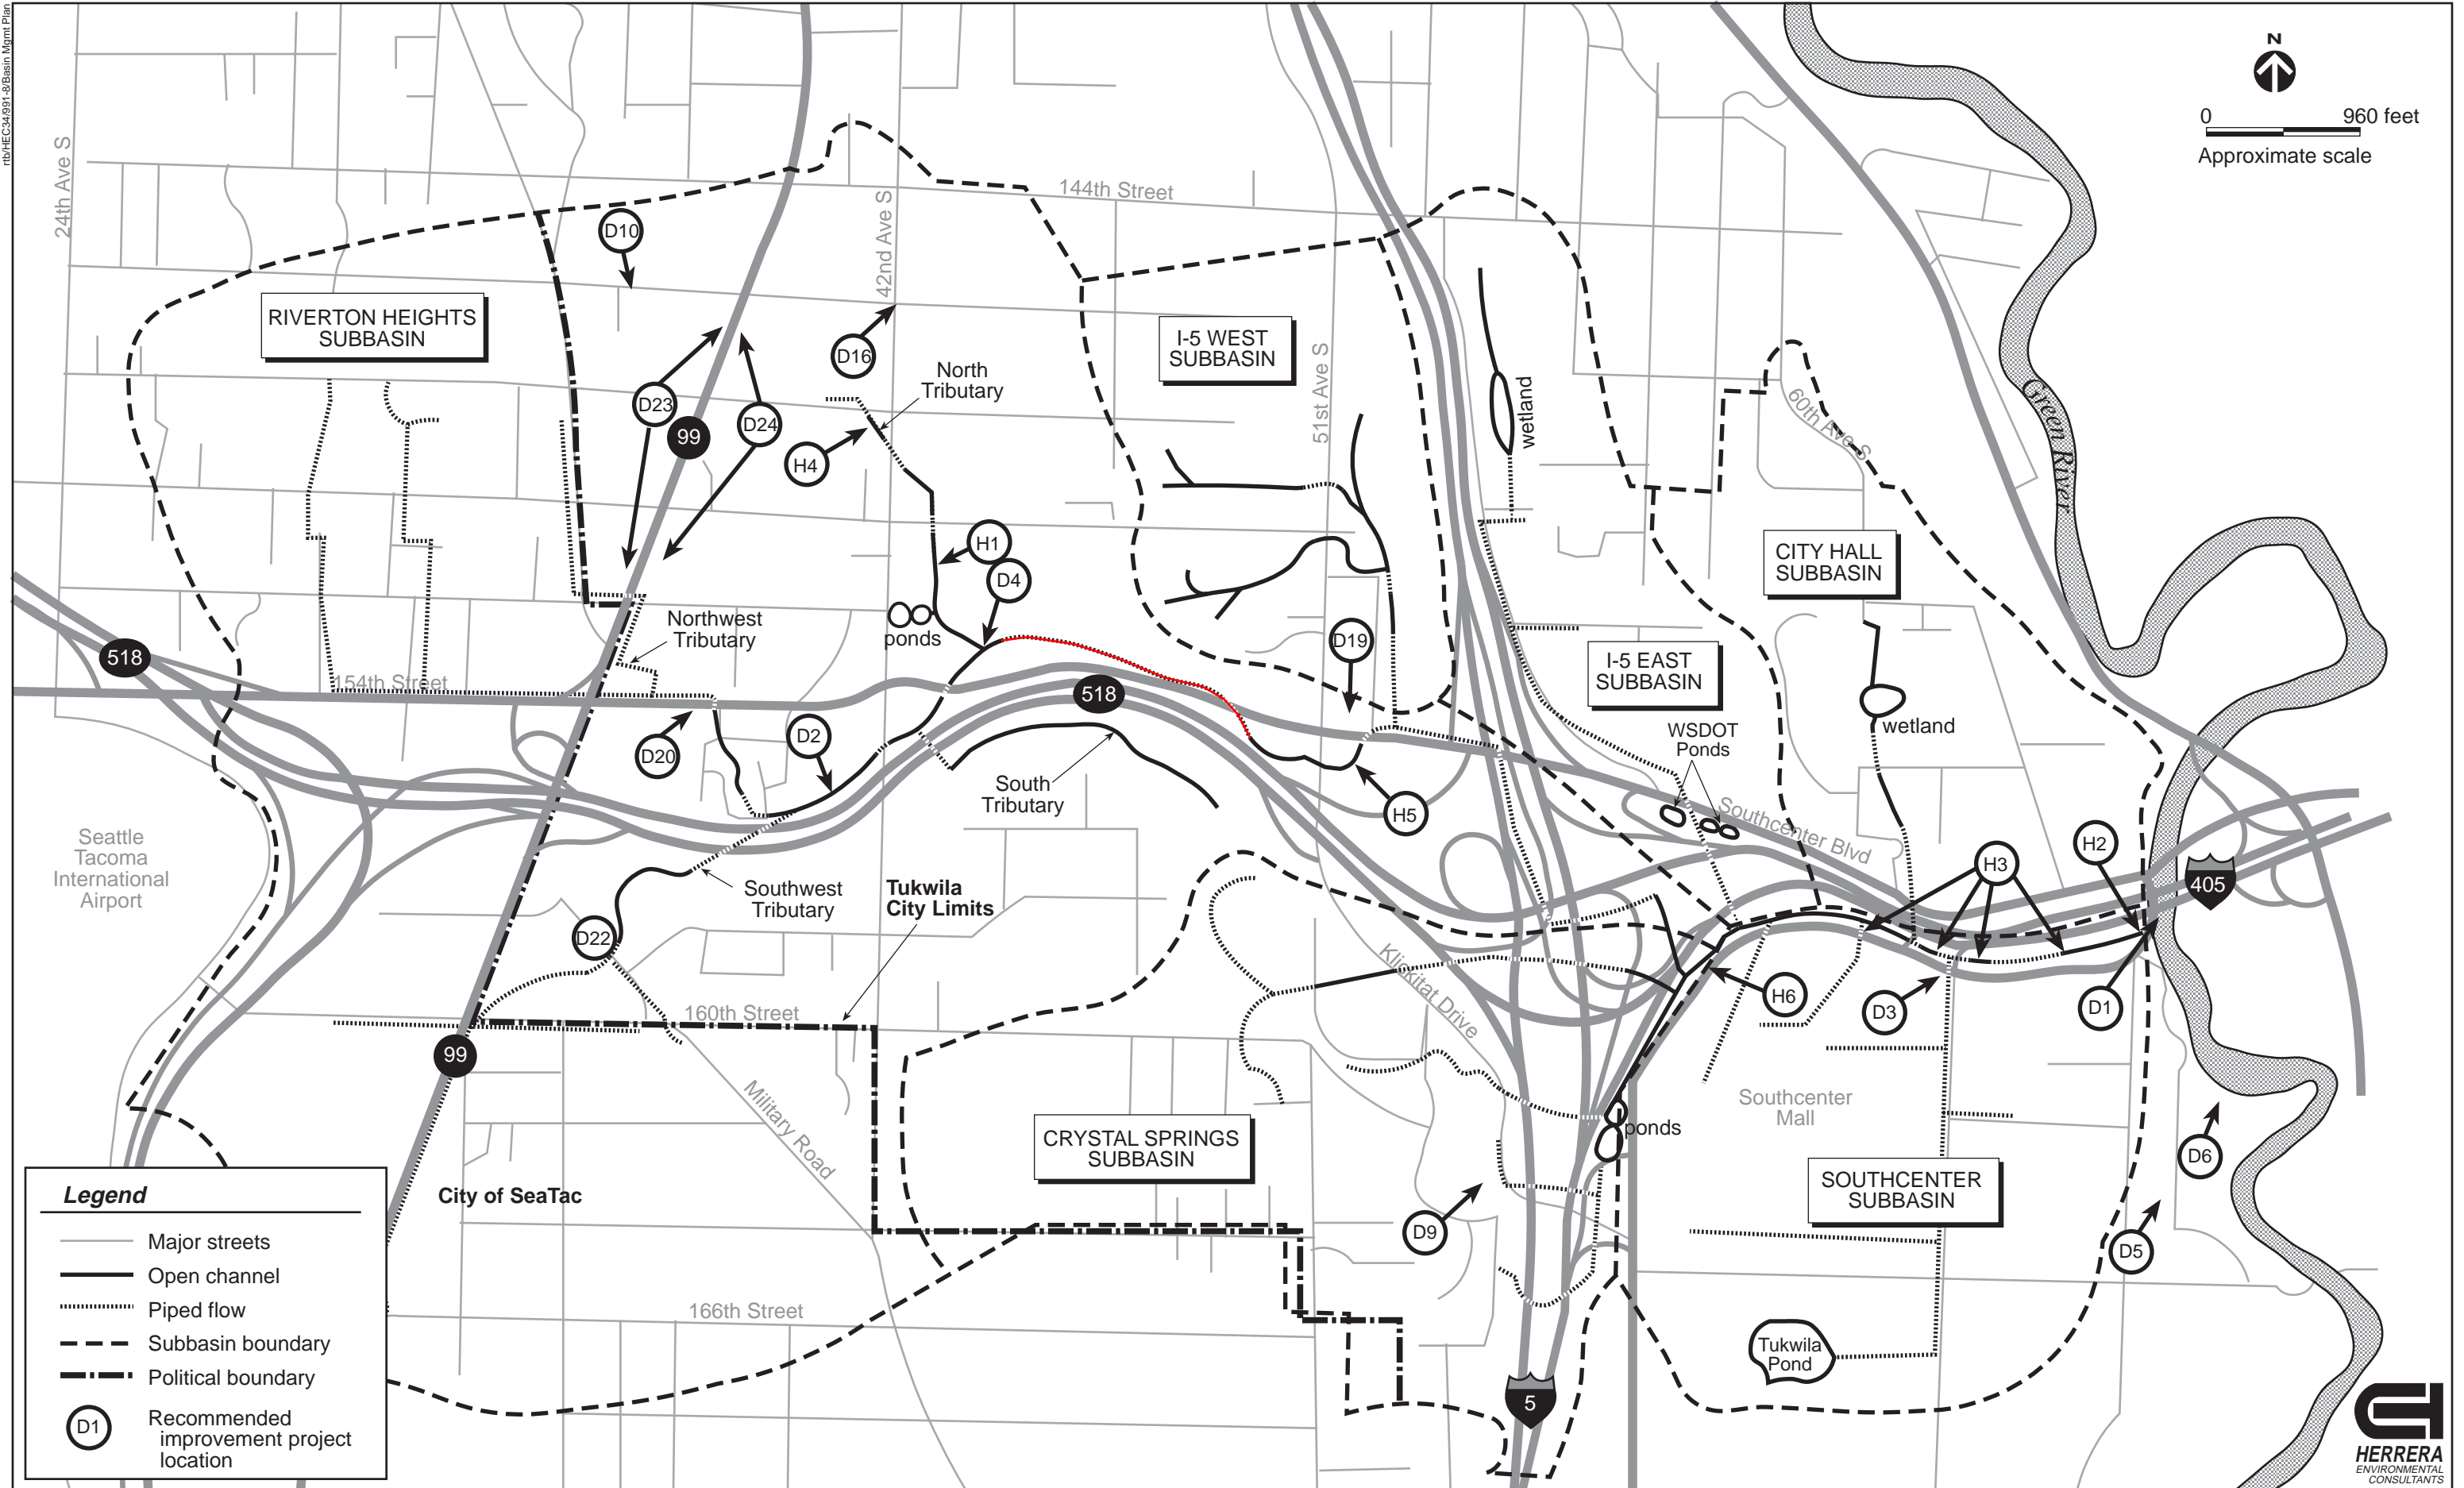 rtb/HEC34/991-8/Basin Mgmt Plan
N
0 960 feet
Approximate scale
24th Ave S
144th Street
42nd Ave S
51st Ave S
60th Ave S
Green River
D10
RIVERTON HEIGHTS
SUBBASIN
I-5 WEST
SUBBASIN
D16
North
Tributary
wetland
D23
D24
99
H4
H1
D4
CITY HALL
SUBBASIN
ponds
Northwest
Tributary
D19
I-5 EAST
SUBBASIN
518
154th Street
518
WSDOT
Ponds
wetland
D20
D2
South
Tributary
H5
Southcenter Blvd
Seattle
Tacoma
International
Airport
H3
H2
405
Southwest
Tributary
Tukwila
City Limits
D22
Klickitat Drive
H6
D3
D1
160th Street
99
Military Road
Southcenter
Mall
ponds
CRYSTAL SPRINGS
SUBBASIN
D6
SOUTHCENTER
SUBBASIN
City of SeaTac
D9
D5
166th Street
Tukwila
Pond
5
Legend
Major streets
Open channel
Piped flow
Subbasin boundary
Political boundary
D1
Recommended
improvement project
location
HERRERA
ENVIRONMENTAL
CONSULTANTS